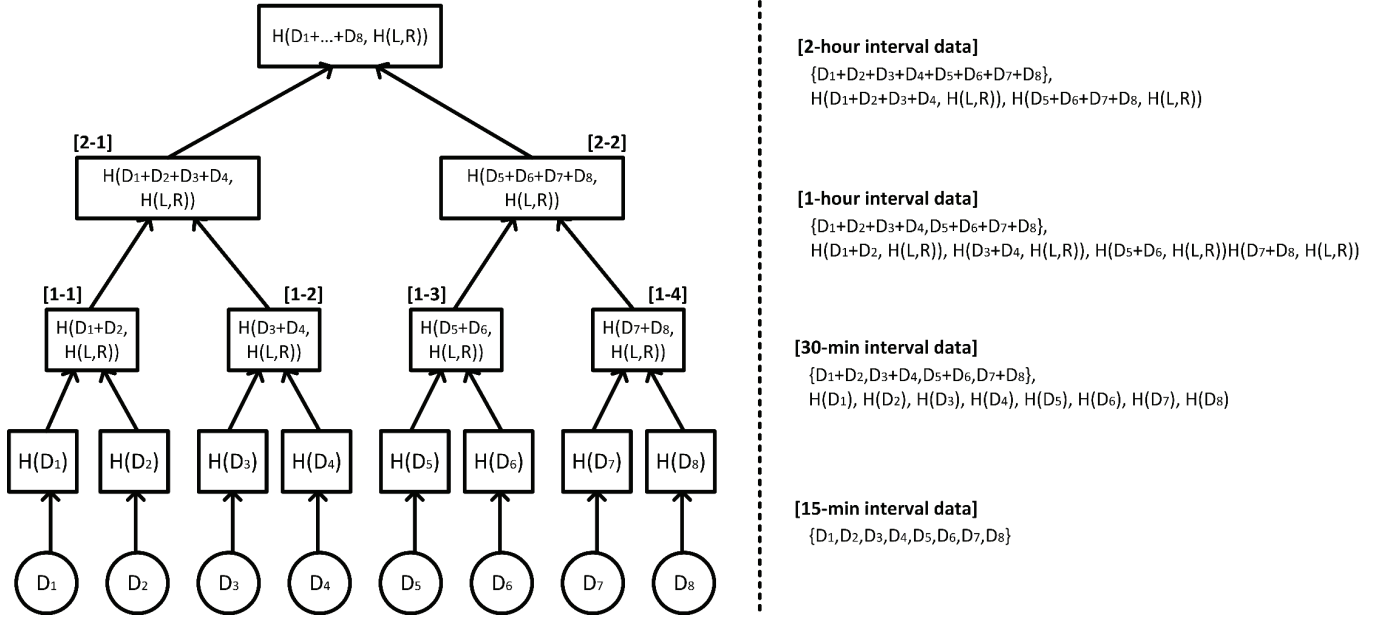 H(D₁+...+D₈, H(L,R))
[2-1]
[2-2]
H(D₁+D₂+D₃+D₄,
H(L,R))
H(D₅+D₆+D₇+D₈,
H(L,R))
[1-1]
[1-2]
[1-3]
[1-4]
H(D₁+D₂,
H(L,R))
H(D₃+D₄,
H(L,R))
H(D₅+D₆,
H(L,R))
H(D₇+D₈,
H(L,R))
H(D₁)
H(D₂)
H(D₃)
H(D₄)
H(D₅)
H(D₆)
H(D₇)
H(D₈)
D₁
D₂
D₃
D₄
D₅
D₆
D₇
D₈
[2-hour interval data]
{D₁+D₂+D₃+D₄+D₅+D₆+D₇+D₈},
H(D₁+D₂+D₃+D₄, H(L,R)), H(D₅+D₆+D₇+D₈, H(L,R))
[1-hour interval data]
{D₁+D₂+D₃+D₄,D₅+D₆+D₇+D₈},
H(D₁+D₂, H(L,R)), H(D₃+D₄, H(L,R)), H(D₅+D₆, H(L,R))H(D₇+D₈, H(L,R))
[30-min interval data]
{D₁+D₂,D₃+D₄,D₅+D₆,D₇+D₈},
H(D₁), H(D₂), H(D₃), H(D₄), H(D₅), H(D₆), H(D₇), H(D₈)
[15-min interval data]
{D₁,D₂,D₃,D₄,D₅,D₆,D₇,D₈}